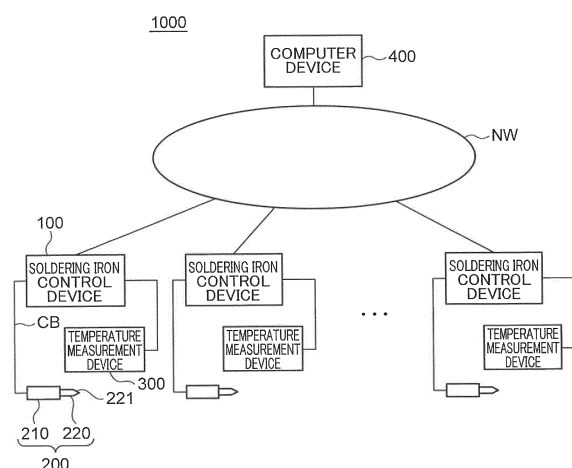 1000
COMPUTER
DEVICE
400
NW
100
SOLDERING IRON
CONTROL
DEVICE
SOLDERING IRON
CONTROL
DEVICE
SOLDERING IRON
CONTROL
DEVICE
CB
...
TEMPERATURE
MEASUREMENT
DEVICE
TEMPERATURE
MEASUREMENT
DEVICE
TEMPERATURE
MEASUREMENT
DEVICE
300
221
210
220
200